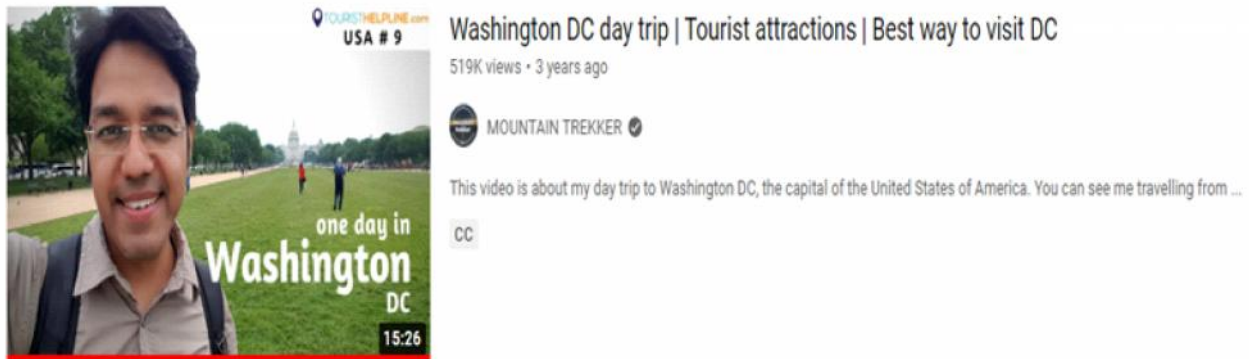 TOURISTHELPLINE.com
USA # 9
one day in
Washington
DC
15:26
Washington DC day trip | Tourist attractions | Best way to visit DC
519K views • 3 years ago
MOUNTAIN TREKKER
This video is about my day trip to Washington DC, the capital of the United States of America. You can see me travelling from ...
CC